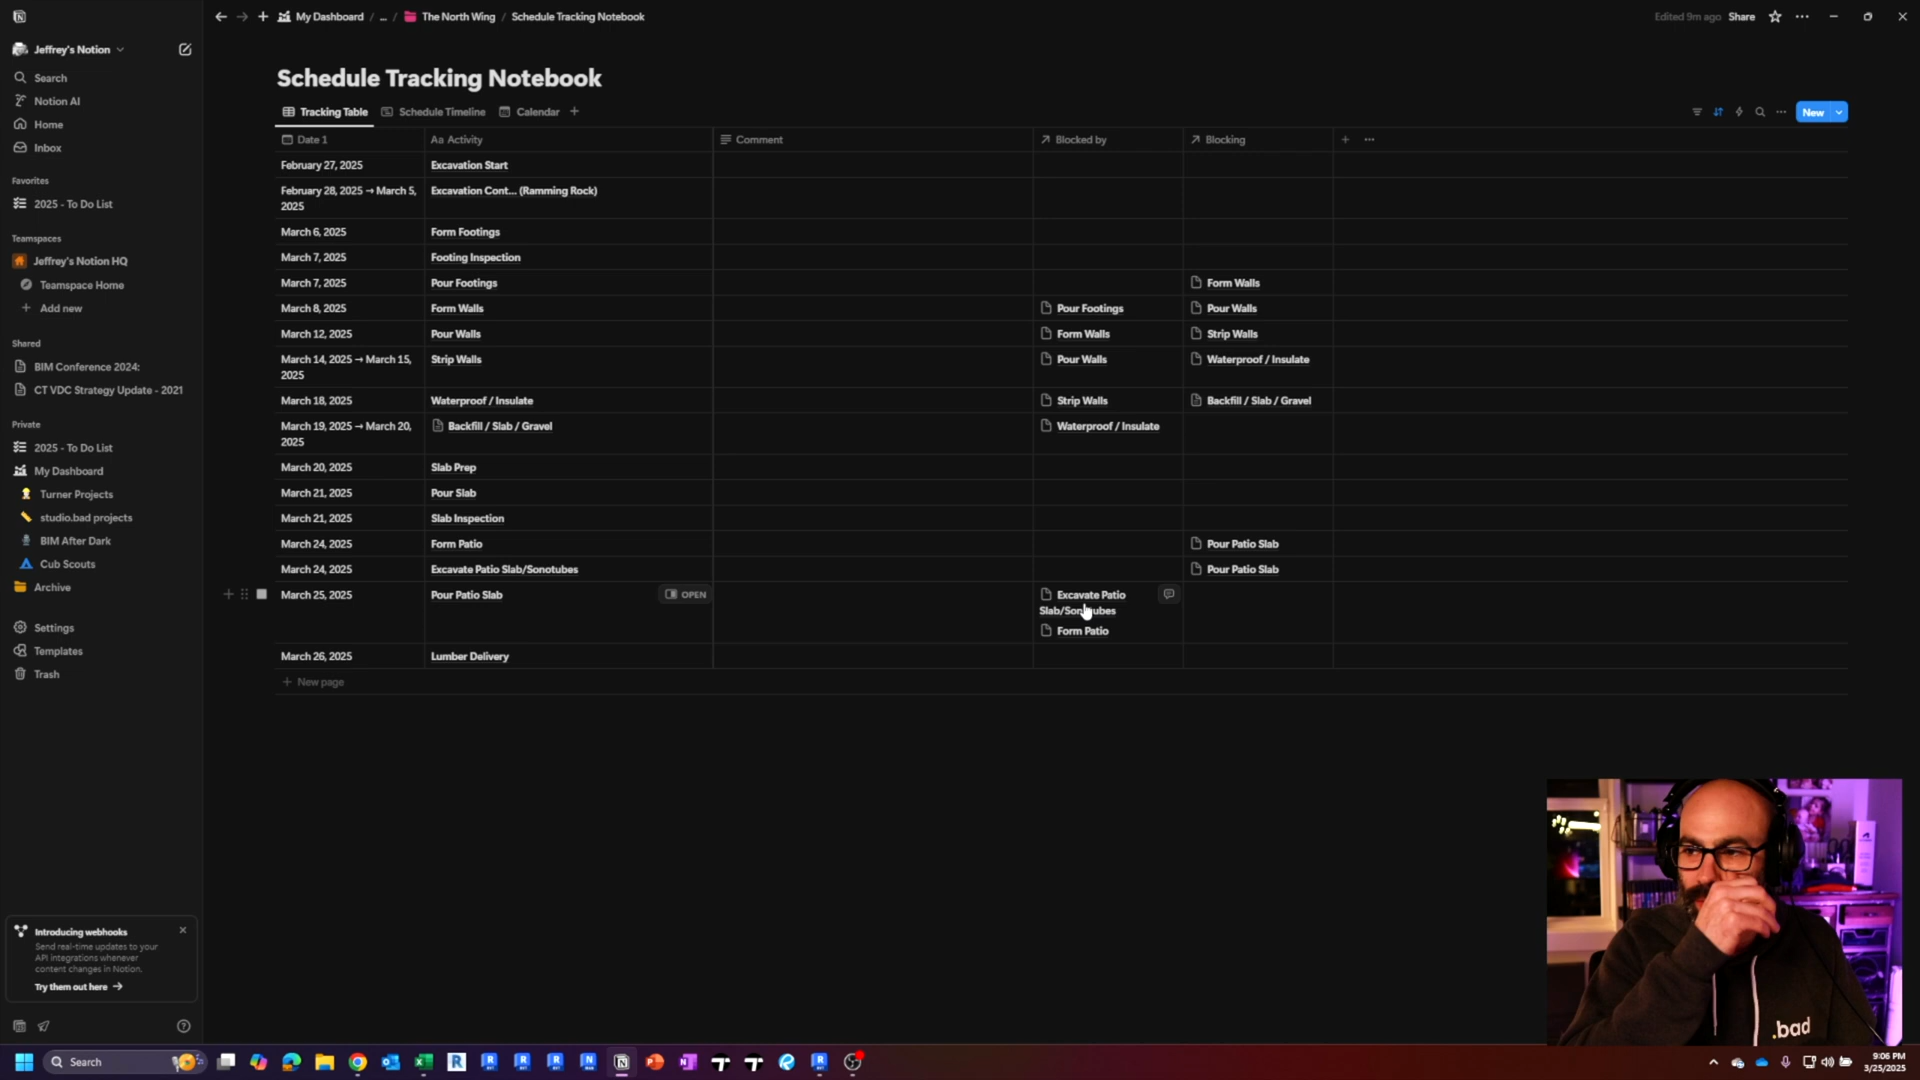 My Dashboard / ... / The North Wing / Schedule Tracking Notebook
Edited 9m ago Share
Jeffrey's Notion
Search
Notion AI
Home
Inbox
Favorites
2025 - To Do List
Teamspaces
Jeffrey's Notion HQ
Teamspace Home
Add new
Shared
BIM Conference 2024:
CT VDC Strategy Update - 2021
Private
2025 - To Do List
My Dashboard
Turner Projects
studio.bad projects
BIM After Dark
Cub Scouts
Archive
Settings
Templates
Trash
Introducing webhooks
Send real-time updates to your
API integrations whenever
content changes in Notion.
Try them out here →
Schedule Tracking Notebook
Tracking Table Schedule Timeline Calendar +
New
Date 1 Aa Activity Comment Blocked by Blocking
February 27, 2025 Excavation Start
February 28, 2025 → March 5, 2025 Excavation Cont... (Ramming Rock)
March 6, 2025 Form Footings
March 7, 2025 Footing Inspection
March 7, 2025 Pour Footings Form Walls
March 8, 2025 Form Walls Pour Footings Pour Walls
March 12, 2025 Pour Walls Form Walls Strip Walls
March 14, 2025 → March 15, 2025 Strip Walls Pour Walls Waterproof / Insulate
March 18, 2025 Waterproof / Insulate Strip Walls Backfill / Slab / Gravel
March 19, 2025 → March 20, 2025 Backfill / Slab / Gravel Waterproof / Insulate
March 20, 2025 Slab Prep
March 21, 2025 Pour Slab
March 21, 2025 Slab Inspection
March 24, 2025 Form Patio Pour Patio Slab
March 24, 2025 Excavate Patio Slab/Sonotubes Pour Patio Slab
March 25, 2025 Pour Patio Slab OPEN Excavate Patio
Slab/Sonotubes
Form Patio
March 26, 2025 Lumber Delivery
+ New page
.bad
Search
9:06 PM
3/25/2025